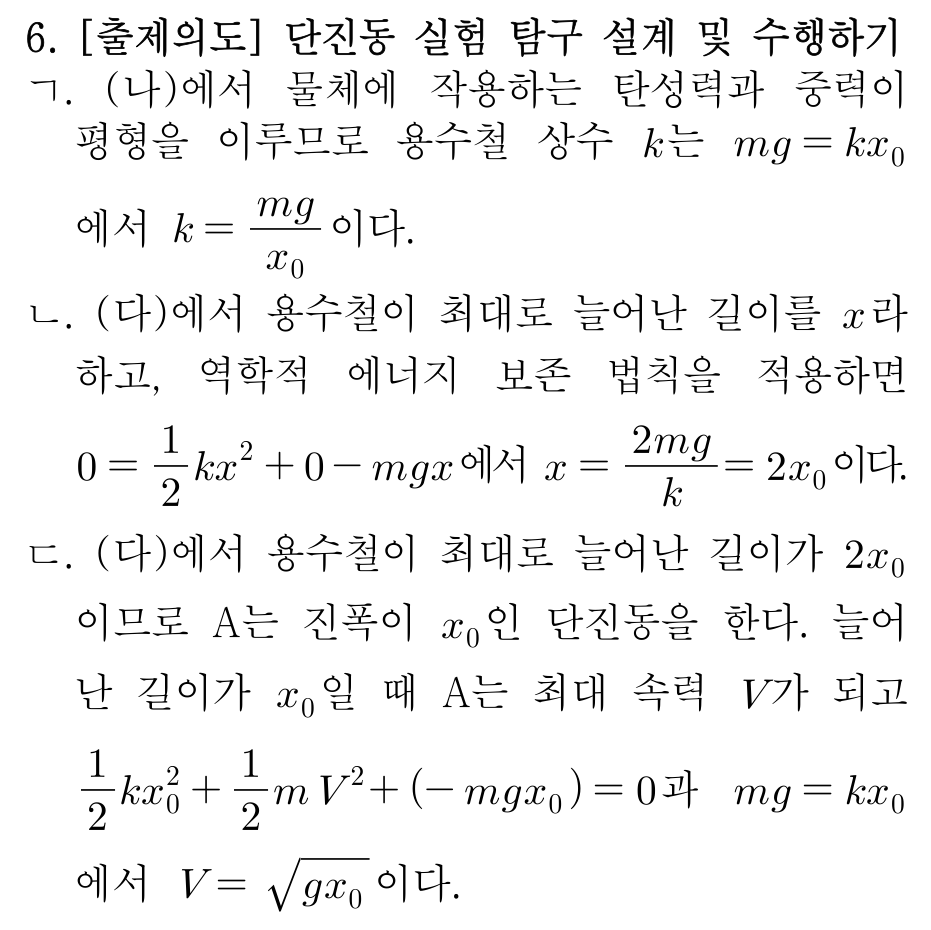 6. [출제의도] 단진동 실험 탐구 설계 및 수행하기
ㄱ. (나)에서 물체에 작용하는 탄성력과 중력이
평형을 이루므로 용수철 상수 k는 mg = kx₀
에서 k = mg/x₀ 이다.
ㄴ. (다)에서 용수철이 최대로 늘어난 길이를 x라
하고, 역학적 에너지 보존 법칙을 적용하면
0 = 1/2 kx² + 0 − mgx에서 x = 2mg/k = 2x₀이다.
ㄷ. (다)에서 용수철이 최대로 늘어난 길이가 2x₀
이므로 A는 진폭이 x₀인 단진동을 한다. 늘어
난 길이가 x₀일 때 A는 최대 속력 V가 되고
1/2 kx₀² + 1/2 m V² + (− mgx₀) = 0과 mg = kx₀
에서 V = √gx₀ 이다.